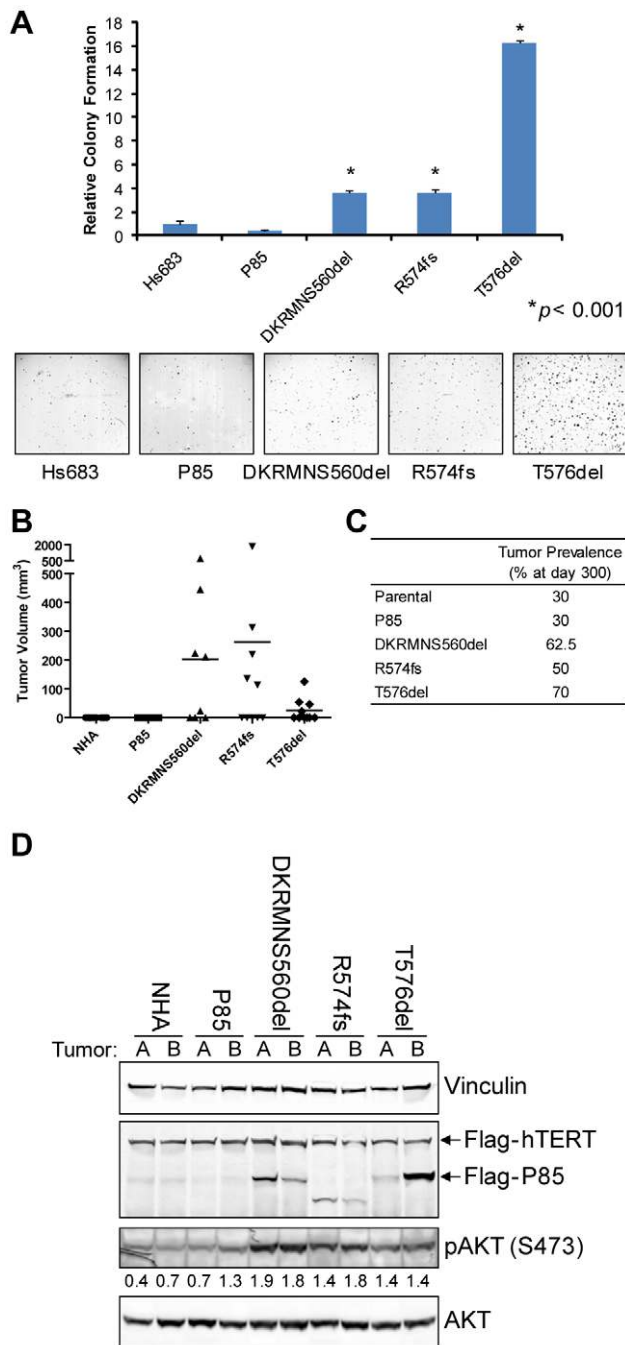 A
Relative Colony Formation
18
16
14
12
10
8
6
4
2
0
* * *
Hs683 P85 DKRMNS560del R574fs T576del
*p< 0.001
Hs683 P85 DKRMNS560del R574fs T576del
B
Tumor Volume (mm³)
2000
500
500
400
300
200
100
0
NHA P85 DKRMNS560del R574fs T576del
C
Tumor Prevalence
(% at day 300)
Parental 30
P85 30
DKRMNS560del 62.5
R574fs 50
T576del 70
D
NHA P85 DKRMNS560del R574fs T576del
Tumor: A B A B A B A B A B
Vinculin
←Flag-hTERT
←Flag-P85
pAKT (S473)
0.4 0.7 0.7 1.3 1.9 1.8 1.4 1.8 1.4 1.4
AKT